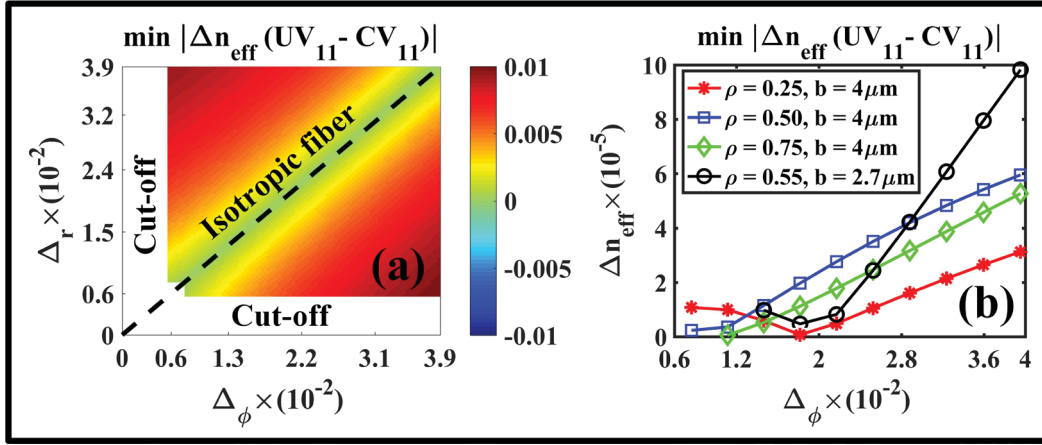 min |Δn_eff (UV_11 - CV_11)|
3.9
3.2
2.4
1.5
0.6
0
Δ_r ×(10^-2)
Cut-off
Isotropic fiber
(a)
Cut-off
0 0.6 1.3 2.2 3.1 3.9
Δ_ϕ ×(10^-2)
0.01
0.005
0
-0.005
-0.01
min |Δn_eff (UV_11 - CV_11)|
10
8
6
4
2
0
Δn_eff ×(10^-5)
ρ = 0.25, b = 4μm
ρ = 0.50, b = 4μm
ρ = 0.75, b = 4μm
ρ = 0.55, b = 2.7μm
(b)
0.6 1.2 2 2.8 3.6 4
Δ_ϕ ×(10^-2)